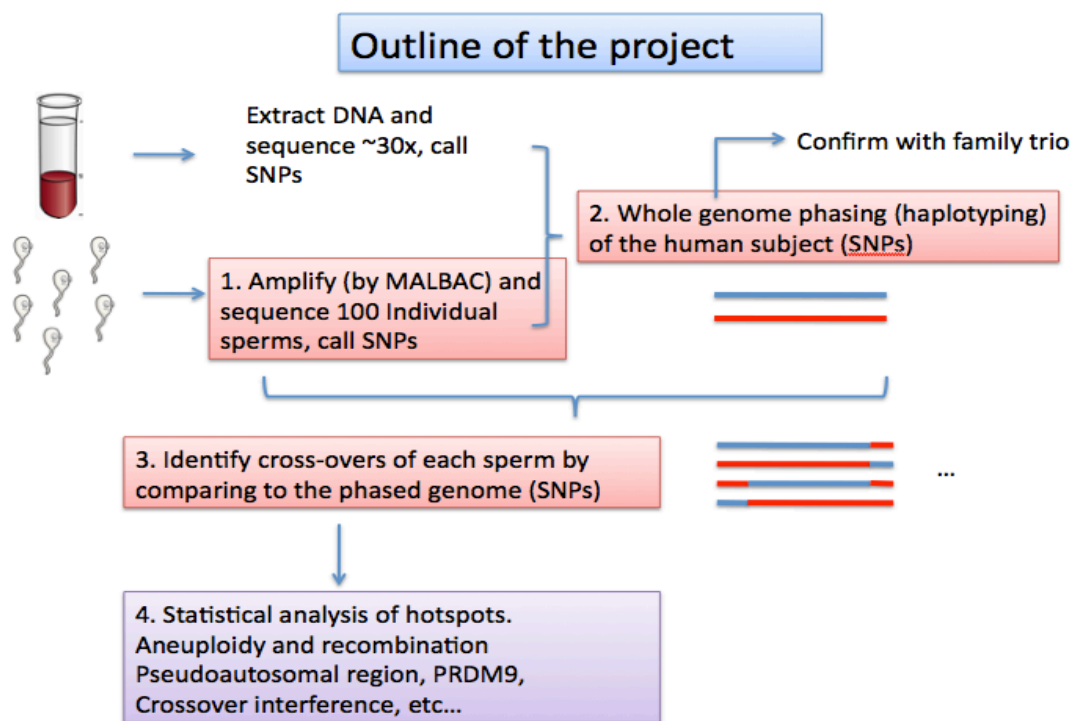 Outline of the project
Extract DNA and
sequence ~30x, call
SNPs
Confirm with family trio
2. Whole genome phasing (haplotyping)
of the human subject (SNPs)
1. Amplify (by MALBAC) and
sequence 100 Individual
sperms, call SNPs
3. Identify cross-overs of each sperm by
comparing to the phased genome (SNPs)
...
4. Statistical analysis of hotspots.
Aneuploidy and recombination
Pseudoautosomal region, PRDM9,
Crossover interference, etc...